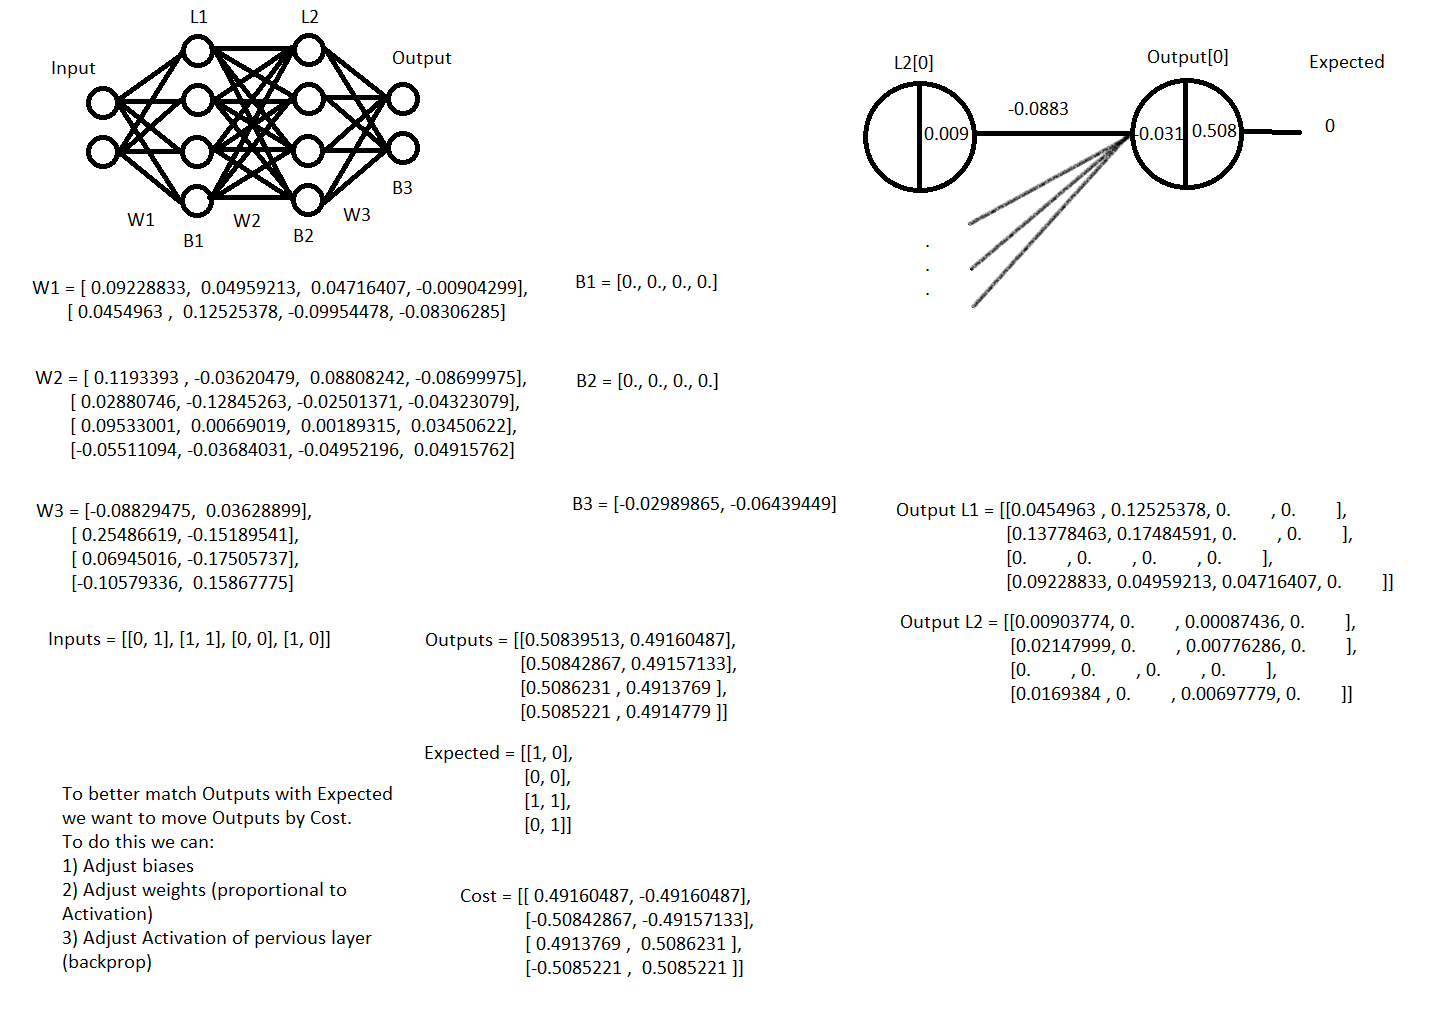 L1 L2
Input Output
W1 W2 W3 B3
B1 B2
L2[0] Output[0] Expected
-0.0883
0.009 -0.031 0.508 0
.
.
.
W1 = [ 0.09228833, 0.04959213, 0.04716407, -0.00904299],
[ 0.0454963 , 0.12525378, -0.09954478, -0.08306285]
B1 = [0., 0., 0., 0.]
W2 = [ 0.1193393 , -0.03620479, 0.08808242, -0.08699975],
[ 0.02880746, -0.12845263, -0.02501371, -0.04323079],
[ 0.09533001, 0.00669019, 0.00189315, 0.03450622],
[-0.05511094, -0.03684031, -0.04952196, 0.04915762]
B2 = [0., 0., 0., 0.]
W3 = [-0.08829475, 0.03628899],
[ 0.25486619, -0.15189541],
[ 0.06945016, -0.17505737],
[-0.10579336, 0.15867775]
B3 = [-0.02989865, -0.06439449]
Output L1 = [[0.0454963 , 0.12525378, 0. , 0. ],
[0.13778463, 0.17484591, 0. , 0. ],
[0. , 0. , 0. , 0. ],
[0.09228833, 0.04959213, 0.04716407, 0. ]]
Output L2 = [[0.00903774, 0. , 0.00087436, 0. ],
[0.02147999, 0. , 0.00776286, 0. ],
[0. , 0. , 0. , 0. ],
[0.0169384 , 0. , 0.00697779, 0. ]]
Inputs = [[0, 1], [1, 1], [0, 0], [1, 0]]
Outputs = [[0.50839513, 0.49160487],
[0.50842867, 0.49157133],
[0.5086231 , 0.4913769 ],
[0.5085221 , 0.4914779 ]]
Expected = [[1, 0],
[0, 0],
[1, 1],
[0, 1]]
To better match Outputs with Expected
we want to move Outputs by Cost.
To do this we can:
1) Adjust biases
2) Adjust weights (proportional to
Activation)
3) Adjust Activation of pervious layer
(backprop)
Cost = [[ 0.49160487, -0.49160487],
[-0.50842867, -0.49157133],
[ 0.4913769 , 0.5086231 ],
[-0.5085221 , 0.5085221 ]]